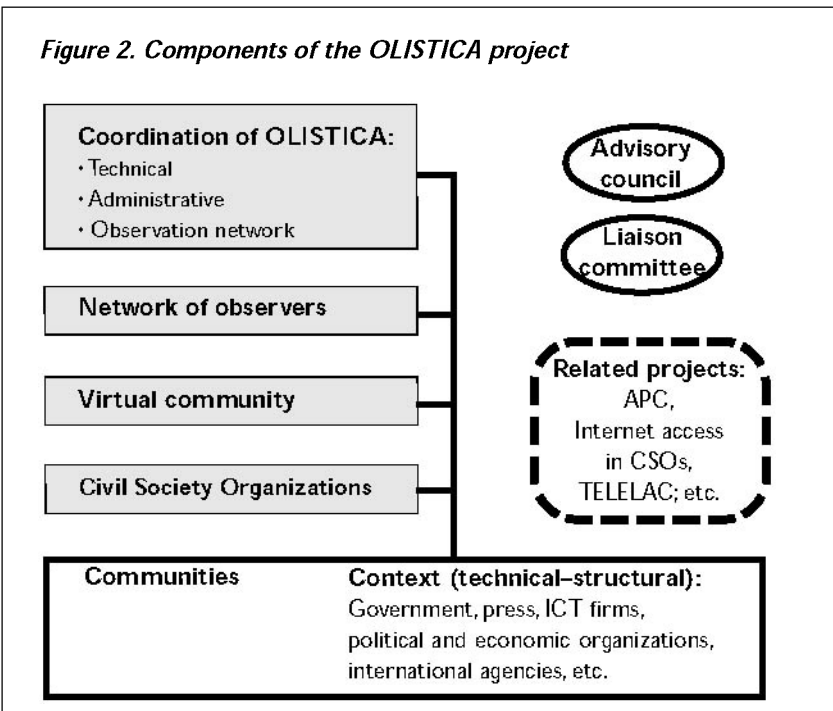 Figure 2. Components of the OLISTICA project
Coordination of OLISTICA:
· Technical
· Administrative
· Observation network
Network of observers
Virtual community
Civil Society Organizations
Advisory
council
Liaison
committee
Related projects:
APC,
Internet access
in CSOs,
TELELAC; etc.
Communities
Context (technical–structural):
Government, press, ICT firms,
political and economic organizations,
international agencies, etc.